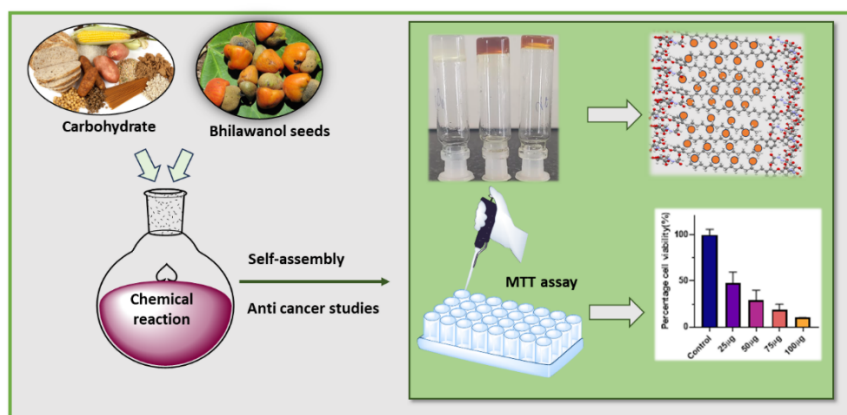 Carbohydrate
Bhilawanol seeds
Chemical
reaction
Self-assembly
Anti cancer studies
MTT assay
Percentage cell viability(%)
100
50
0
Control
25µg
50µg
75µg
100µg